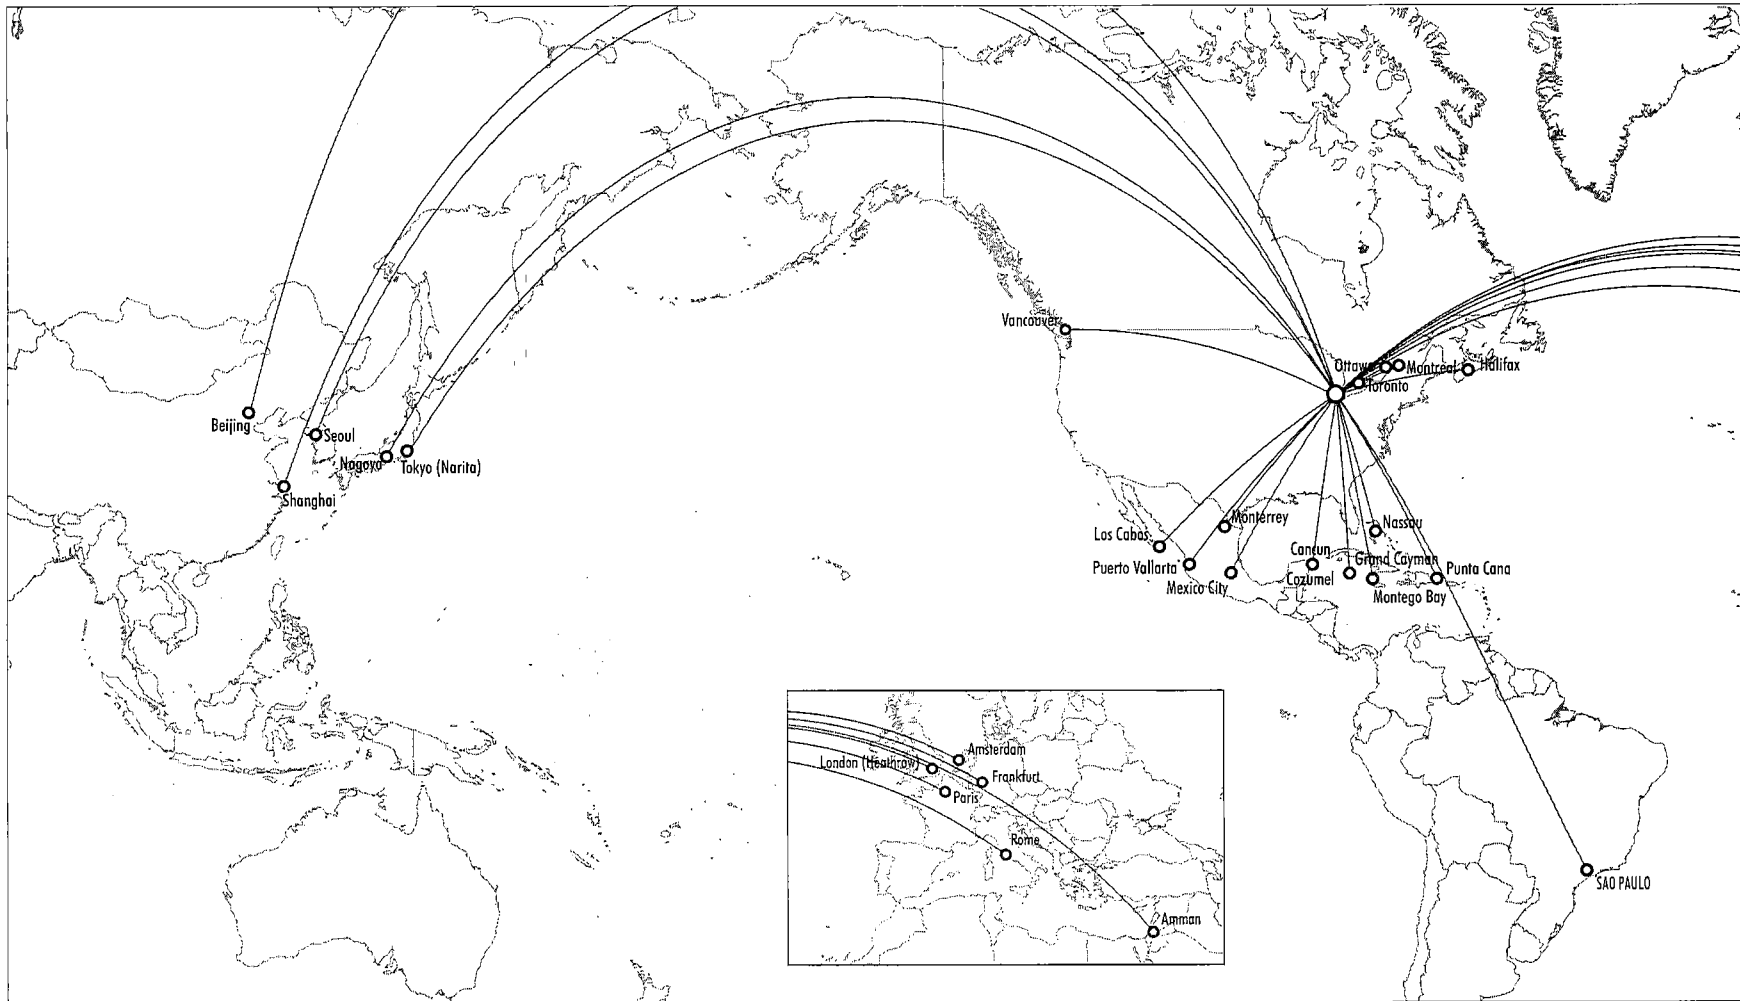 Vancouver
Ottawa
Montreal
Halifax
Toronto
Beijing
Seoul
Nagoya
Tokyo (Narita)
Shanghai
Monterrey
Nassau
Los Cabos
Cancun
Grand Cayman
Puerto Vallarta
Mexico City
Cozumel
Punta Cana
Montego Bay
Amsterdam
London (Heathrow)
Frankfurt
Paris
Rome
SAO PAULO
Amman